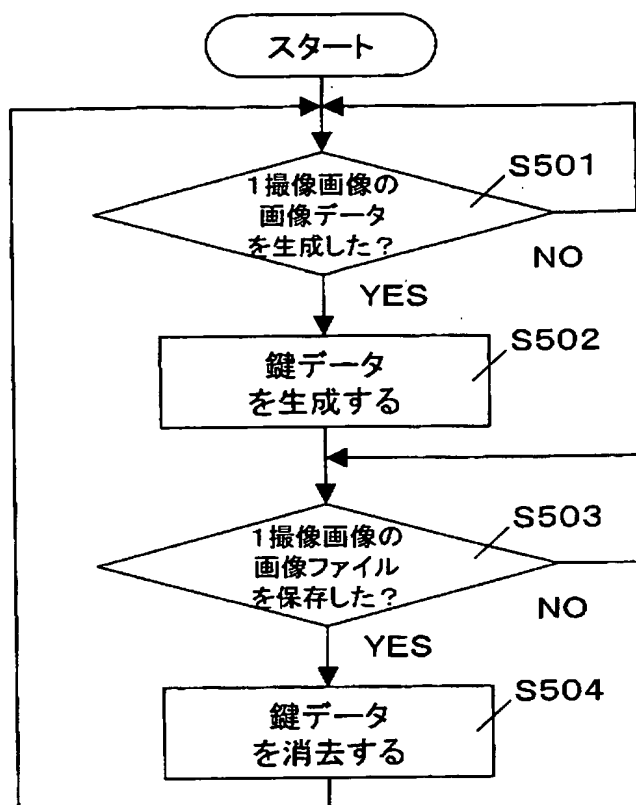 スタート
S501
1撮像画像の
画像データ
を生成した?
NO
YES
S502
鍵データ
を生成する
S503
1撮像画像の
画像ファイル
を保存した?
NO
YES
S504
鍵データ
を消去する